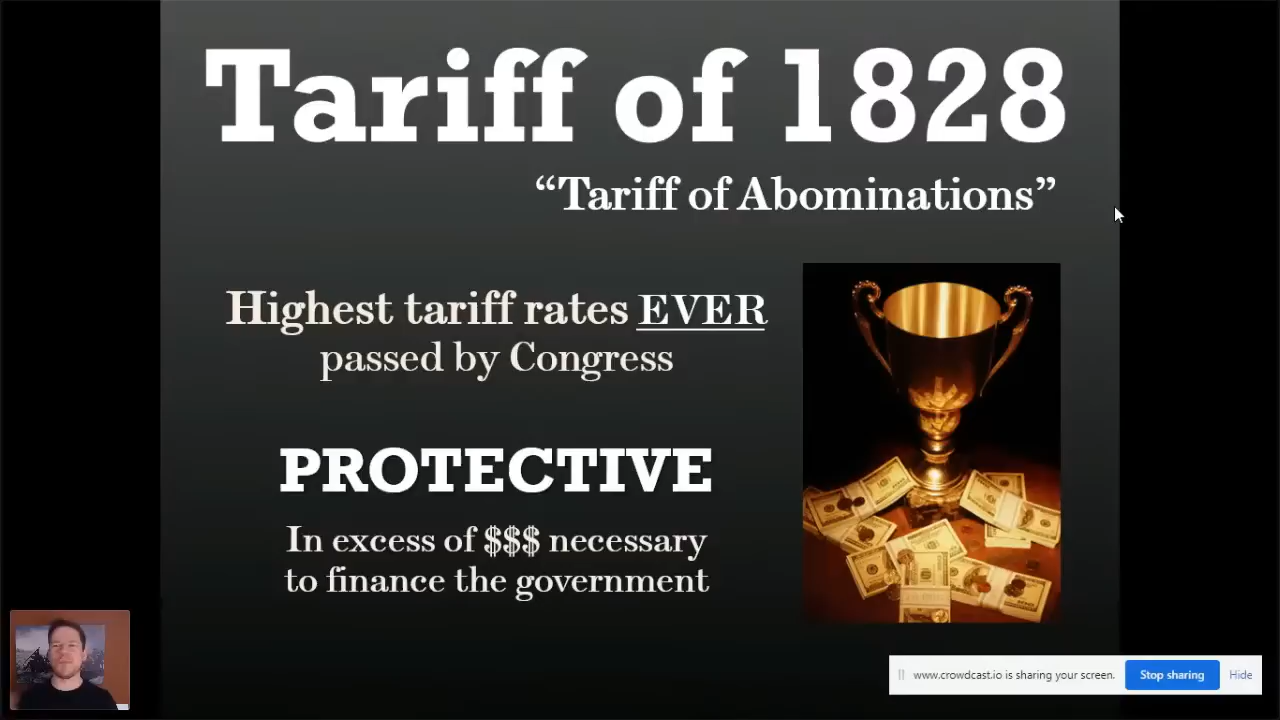 Tariff of 1828
“Tariff of Abominations”
Highest tariff rates EVER
passed by Congress
PROTECTIVE
In excess of $$$ necessary
to finance the government
www.crowdcast.io is sharing your screen.
Stop sharing
Hide